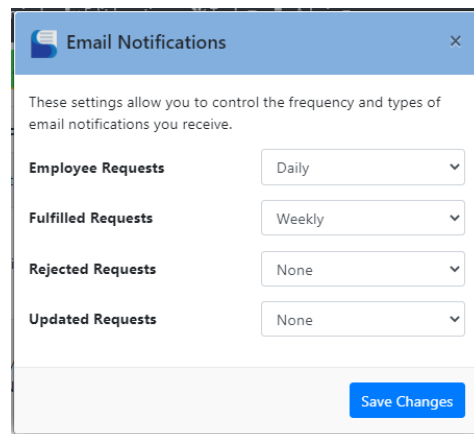 Email Notifications ×
These settings allow you to control the frequency and types of
email notifications you receive.
Employee Requests Daily
Fulfilled Requests Weekly
Rejected Requests None
Updated Requests None
Save Changes